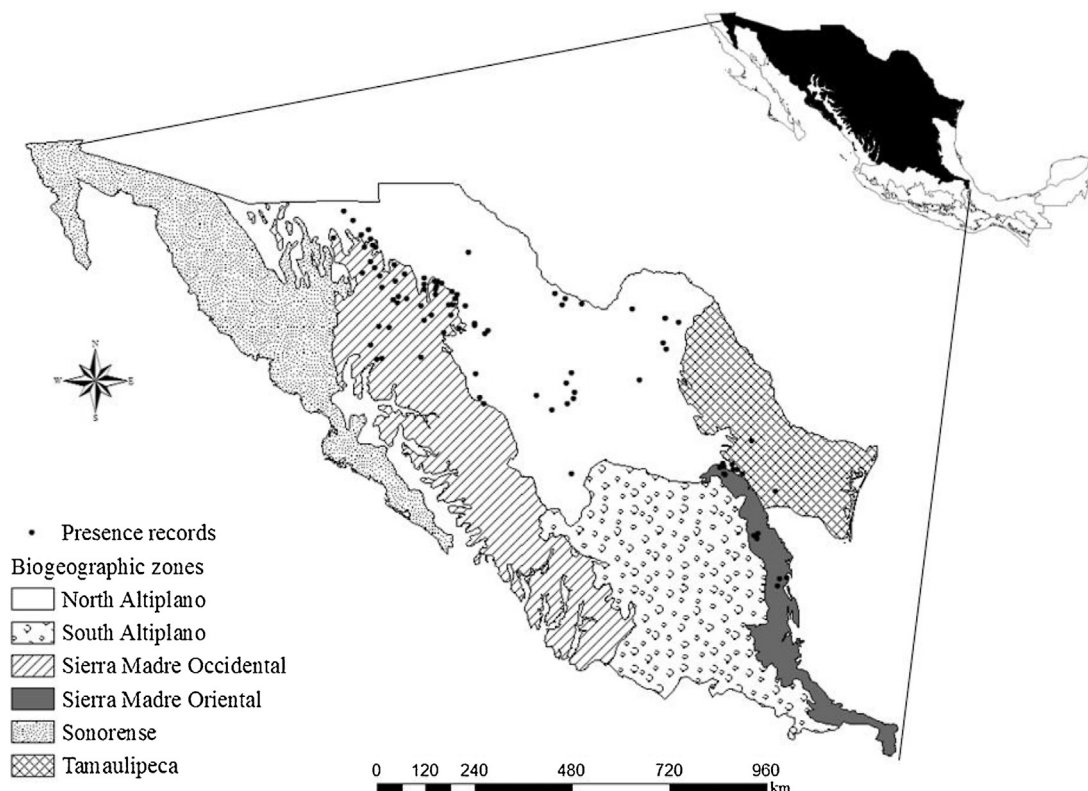 N
W E
S
Presence records
Biogeographic zones
North Altiplano
South Altiplano
Sierra Madre Occidental
Sierra Madre Oriental
Sonorense
Tamaulipeca
0 120 240 480 720 960
km